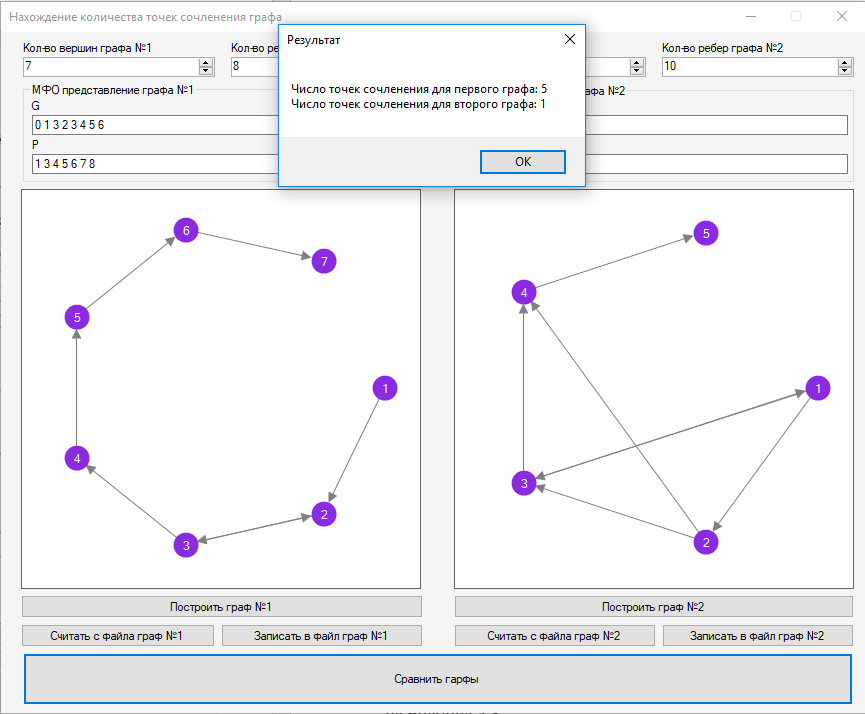 Нахождение количества точек сочленения графа
Результат
Кол-во вершин графа №1
Кол-во ре
Кол-во ребер графа №2
7
8
10
Число точек сочленения для первого графа: 5
Число точек сочленения для второго графа: 1
OK
МФО представление графа №1
афа №2
G
0 1 3 2 3 4 5 6
P
1 3 4 5 6 7 8
6
7
5
1
4
2
3
5
4
1
3
2
Построить граф №1
Построить граф №2
Считать с файла граф №1
Записать в файл граф №1
Считать с файла граф №2
Записать в файл граф №2
Сравнить гарфы